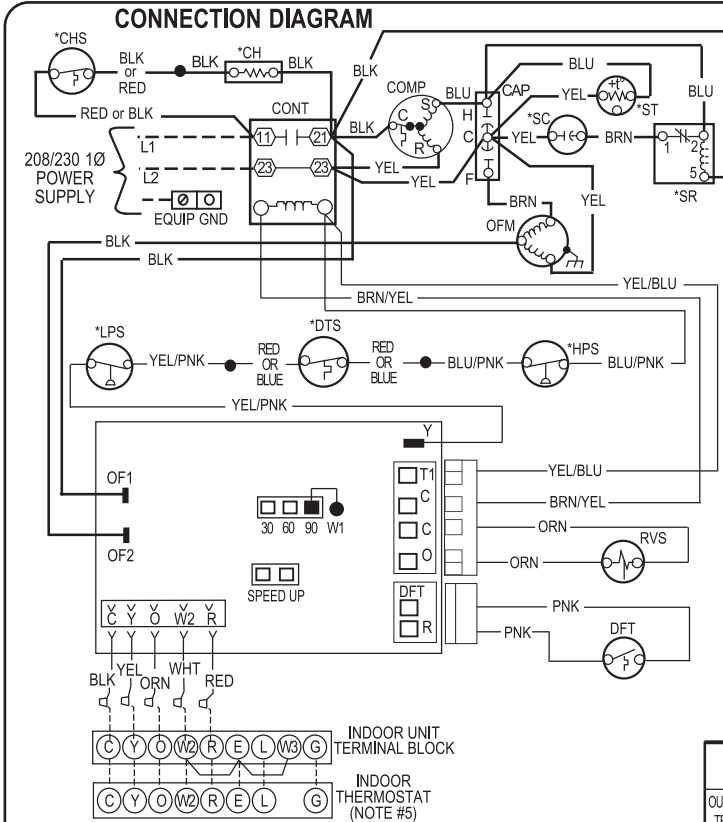 CONNECTION DIAGRAM
*CHS
BLK
or
RED
BLK
*CH
BLK
RED or BLK
CONT
BLK
COMP
BLU
CAP
BLU
YEL
+t°
*ST
BLU
11
21
BLK
C
S
R
H
C
F
YEL
*SC
BRN
1
2
5
*SR
L1
208/230 1Ø
POWER
SUPPLY
L2
23
23
YEL
YEL
EQUIP GND
BRN
OFM
YEL
BLK
BLK
YEL/BLU
BRN/YEL
*LPS
YEL/PNK
RED
OR
BLUE
*DTS
RED
OR
BLUE
BLU/PNK
*HPS
BLU/PNK
YEL/PNK
Y
OF1
OF2
30 60 90 W1
SPEED UP
T1
C
C
O
YEL/BLU
BRN/YEL
ORN
ORN
RVS
DFT
R
PNK
PNK
DFT
C Y O W2 R
BLK YEL ORN WHT RED
C Y O W2 R E L W3 G
INDOOR UNIT
TERMINAL BLOCK
C Y O W2 R E L G
INDOOR
THERMOSTAT
(NOTE #5)